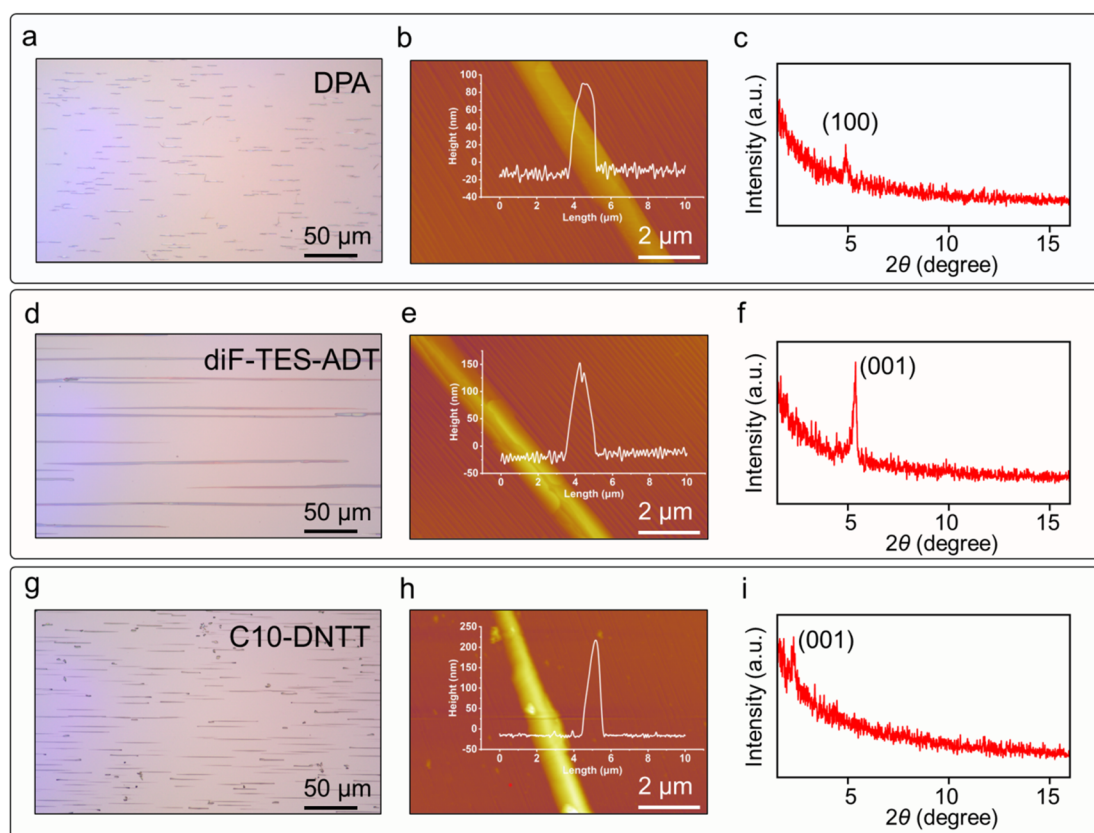 a
DPA
50 µm
b
100
80
60
40
20
0
-20
-40
Height (nm)
0 2 4 6 8 10
Length (µm)
2 µm
c
Intensity (a.u.)
(100)
5 10 15
2θ (degree)
d
diF-TES-ADT
50 µm
e
150
100
50
0
-50
Height (nm)
0 2 4 6 8 10
Length (µm)
2 µm
f
Intensity (a.u.)
(001)
5 10 15
2θ (degree)
g
C10-DNTT
50 µm
h
250
200
150
100
50
0
-50
Height (nm)
0 2 4 6 8 10
Length (µm)
2 µm
i
Intensity (a.u.)
(001)
5 10 15
2θ (degree)